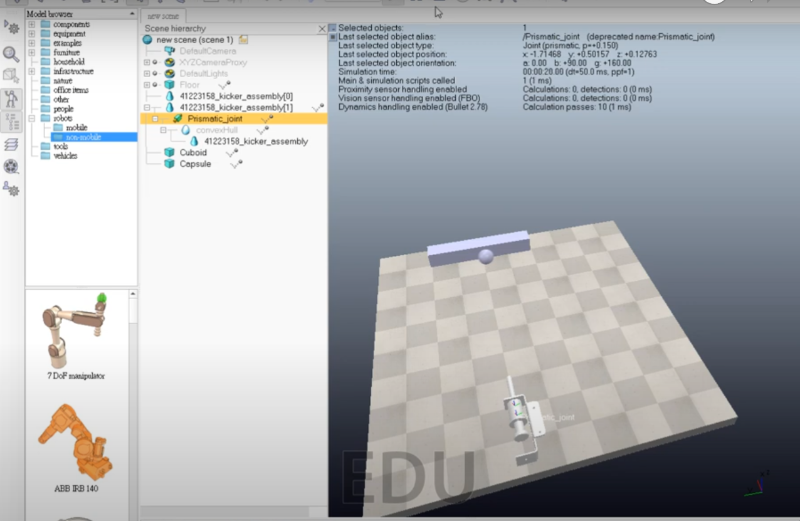 new scene
Model browser
components
equipment
examples
furniture
household
infrastructure
nature
office items
other
people
robots
mobile
non-mobile
tools
vehicles
7 DoF manipulator
ABB IRB 140
Scene hierarchy
new scene (scene 1)
DefaultCamera
XYZCameraProxy
DefaultLights
Floor
41223158_kicker_assembly[0]
41223158_kicker_assembly[1]
Prismatic_joint
convexHull
41223158_kicker_assembly
Cuboid
Capsule
Selected objects: 1
Last selected object alias: /Prismatic_joint (deprecated name:Prismatic_joint)
Last selected object type: Joint (prismatic, p=+0.150)
Last selected object position: x: -1.71468 y: +0.50157 z: +0.12763
Last selected object orientation: a: 0.00 b: +90.00 g: +160.00
Simulation time: 00:00:20.00 (dt=50.0 ms, ppf=1)
Main & simulation scripts called 1 (1 ms)
Proximity sensor handling enabled Calculations: 0, detections: 0 (0 ms)
Vision sensor handling enabled (FBO) Calculations: 0, detections: 0 (0 ms)
Dynamics handling enabled (Bullet 2.78) Calculation passes: 10 (1 ms)
EDU